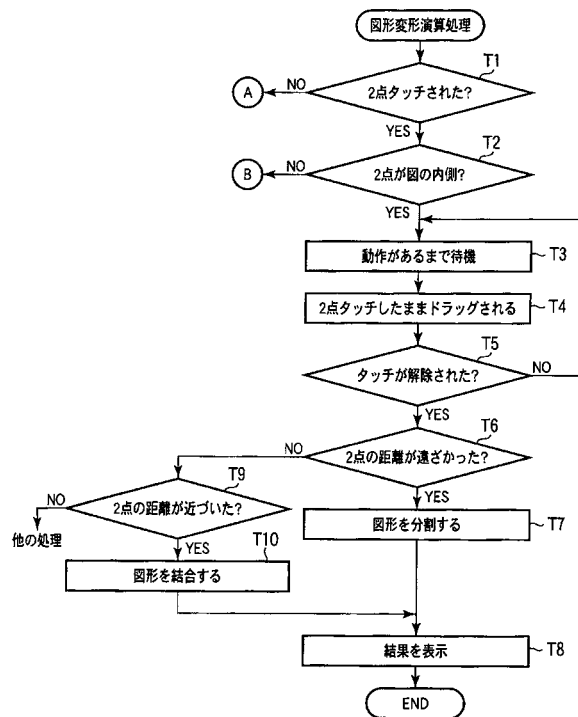 図形変形演算処理
T1
2点タッチされた?
NO
A
YES
T2
2点が図の内側?
NO
B
YES
動作があるまで待機
T3
2点タッチしたままドラッグされる
T4
T5
タッチが解除された?
NO
YES
T6
2点の距離が遠ざかった?
NO
YES
T9
2点の距離が近づいた?
NO
他の処理
YES
図形を分割する
T7
T10
図形を結合する
結果を表示
T8
END